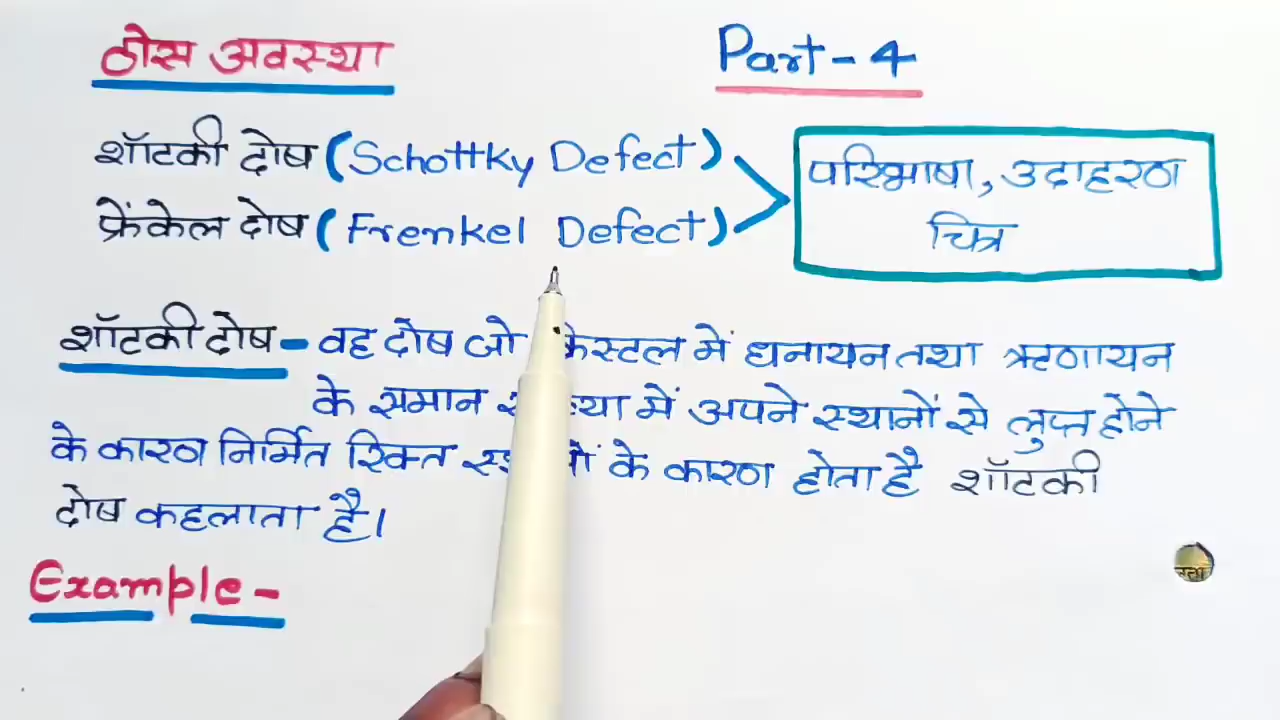 ठोस अवस्था
Part-4
शॉटकी दोष (Schottky Defect)
फ्रेंकेल दोष (Frenkel Defect)
परिभाषा, उदाहरण
चित्र
शॉटकी दोष - वह दोष जो में धनायन तथा ऋणायन
के समान में अपने स्थानों से लुप्त होने
के कारण निर्मित रिक्त के कारण होता है शॉटकी
दोष कहलाता है।
Example-